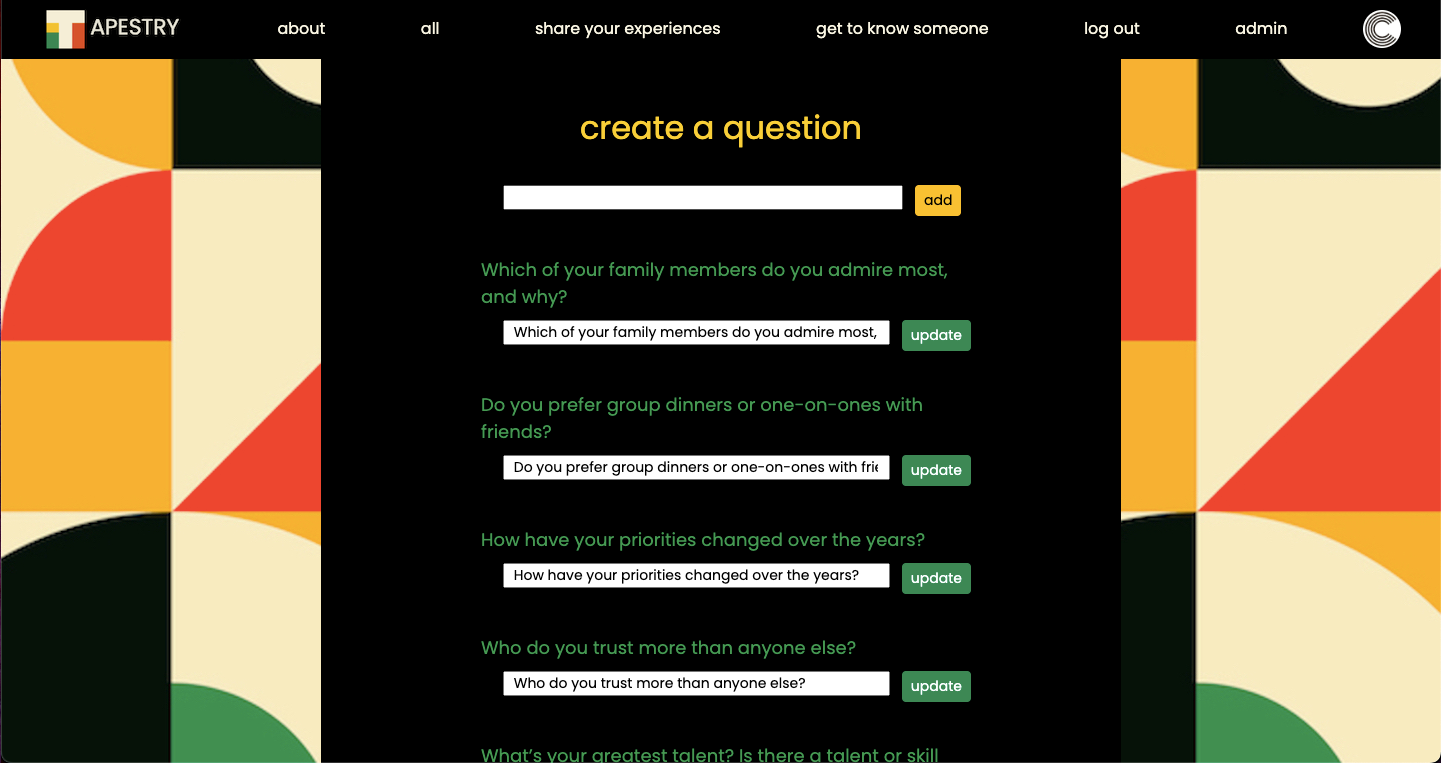 TAPESTRY about all share your experiences get to know someone log out admin
create a question
add
Which of your family members do you admire most,
and why?
Which of your family members do you admire most, update
Do you prefer group dinners or one-on-ones with
friends?
Do you prefer group dinners or one-on-ones with frie update
How have your priorities changed over the years?
How have your priorities changed over the years? update
Who do you trust more than anyone else?
Who do you trust more than anyone else? update
What’s your greatest talent? Is there a talent or skill